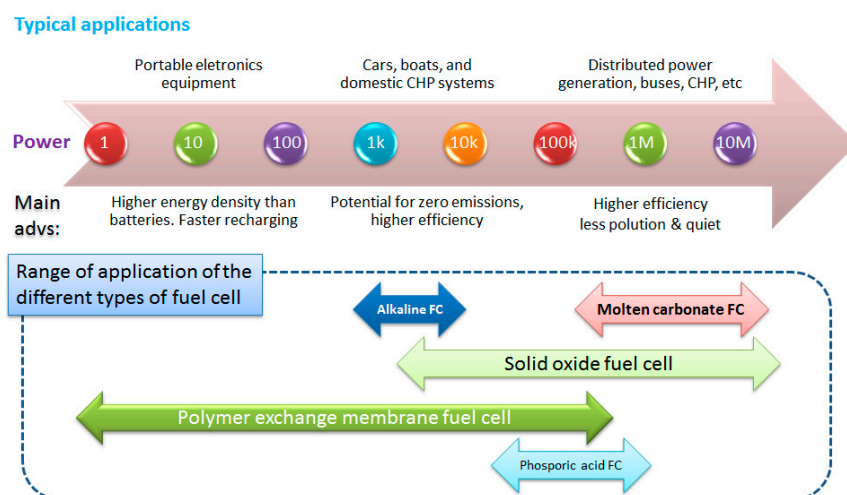 Typical applications
Portable eletronics
equipment
Cars, boats, and
domestic CHP systems
Distributed power
generation, buses, CHP, etc
Power
1
10
100
1k
10k
100k
1M
10M
Main
advs:
Higher energy density than
batteries. Faster recharging
Potential for zero emissions,
higher efficiency
Higher efficiency
less polution & quiet
Range of application of the
different types of fuel cell
Alkaline FC
Molten carbonate FC
Solid oxide fuel cell
Polymer exchange membrane fuel cell
Phosporic acid FC